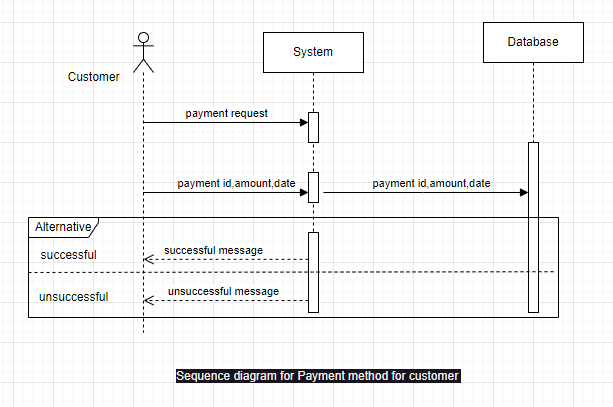 System
Database
Customer
payment request
payment id,amount,date
payment id,amount,date
Alternative
successful
successful message
unsuccessful
unsuccessful message
Sequence diagram for Payment method for customer